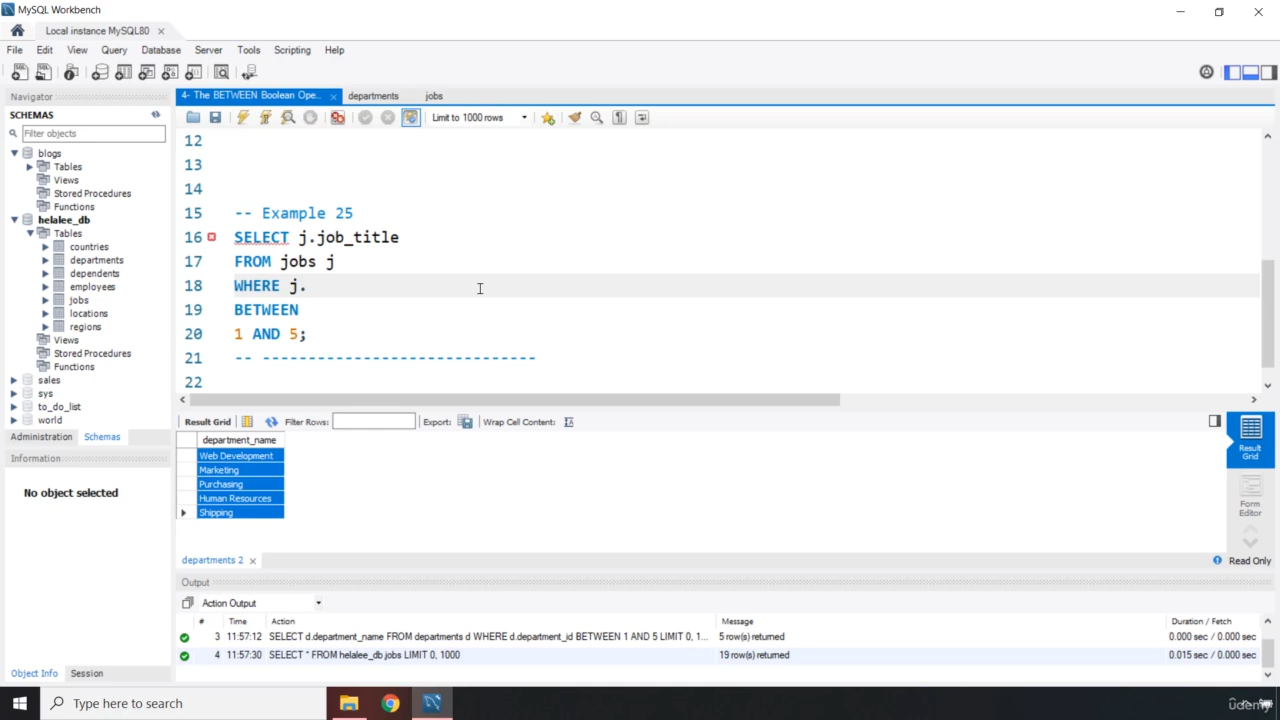 MySQL Workbench
Local instance MySQL80
File Edit View Query Database Server Tools Scripting Help
Navigator
SCHEMAS
Filter objects
blogs
Tables
Views
Stored Procedures
Functions
helalee_db
Tables
countries
departments
dependents
employees
jobs
locations
regions
Views
Stored Procedures
Functions
sales
sys
to_do_list
world
Administration Schemas
Information
No object selected
Object Info Session
4- The BETWEEN Boolean Ope... departments jobs
Limit to 1000 rows
12
13
14
15 -- Example 25
16 SELECT j.job_title
17 FROM jobs j
18 WHERE j.
19 BETWEEN
20 1 AND 5;
21 -- ------------------------------
22
Result Grid Filter Rows: Export: Wrap Cell Content:
department_name
Web Development
Marketing
Purchasing
Human Resources
Shipping
Result Grid
Form Editor
departments 2
Read Only
Output
Action Output
# Time Action Message Duration / Fetch
3 11:57:12 SELECT d.department_name FROM departments d WHERE d.department_id BETWEEN 1 AND 5 LIMIT 0, 1... 5 row(s) returned 0.000 sec / 0.000 sec
4 11:57:30 SELECT * FROM helalee_db.jobs LIMIT 0, 1000 19 row(s) returned 0.015 sec / 0.000 sec
Type here to search
udemy